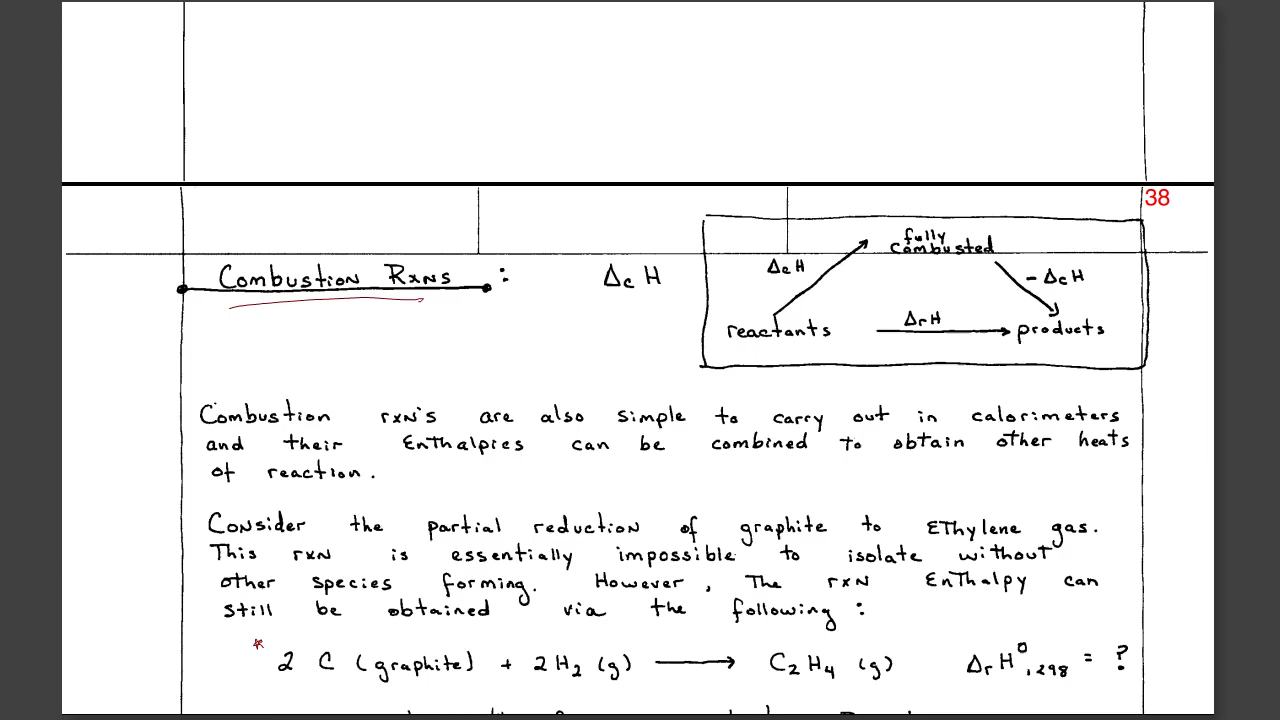 38
fully
combusted
Combustion Rxns : ΔcH
ΔcH
- ΔcH
reactants
ΔrH
products
Combustion rxn's are also simple to carry out in calorimeters
and their Enthalpies can be combined to obtain other heats
of reaction.
Consider the partial reduction of graphite to Ethylene gas.
This rxn is essentially impossible to isolate without
other species forming. However, The rxn Enthalpy can
still be obtained via the following :
* 2 C (graphite) + 2H₂ (g) ⟶ C₂H₄ (g) ΔrH⁰,₂₉₈ = ?